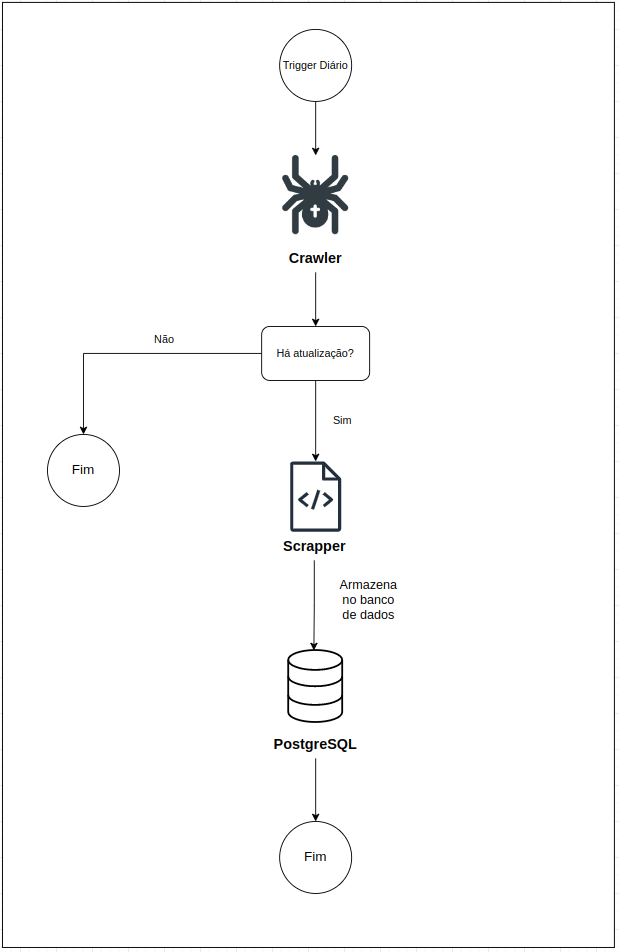 Trigger Diário
Crawler
Há atualização?
Não
Sim
Fim
</>
Scrapper
Armazena
no banco
de dados
PostgreSQL
Fim